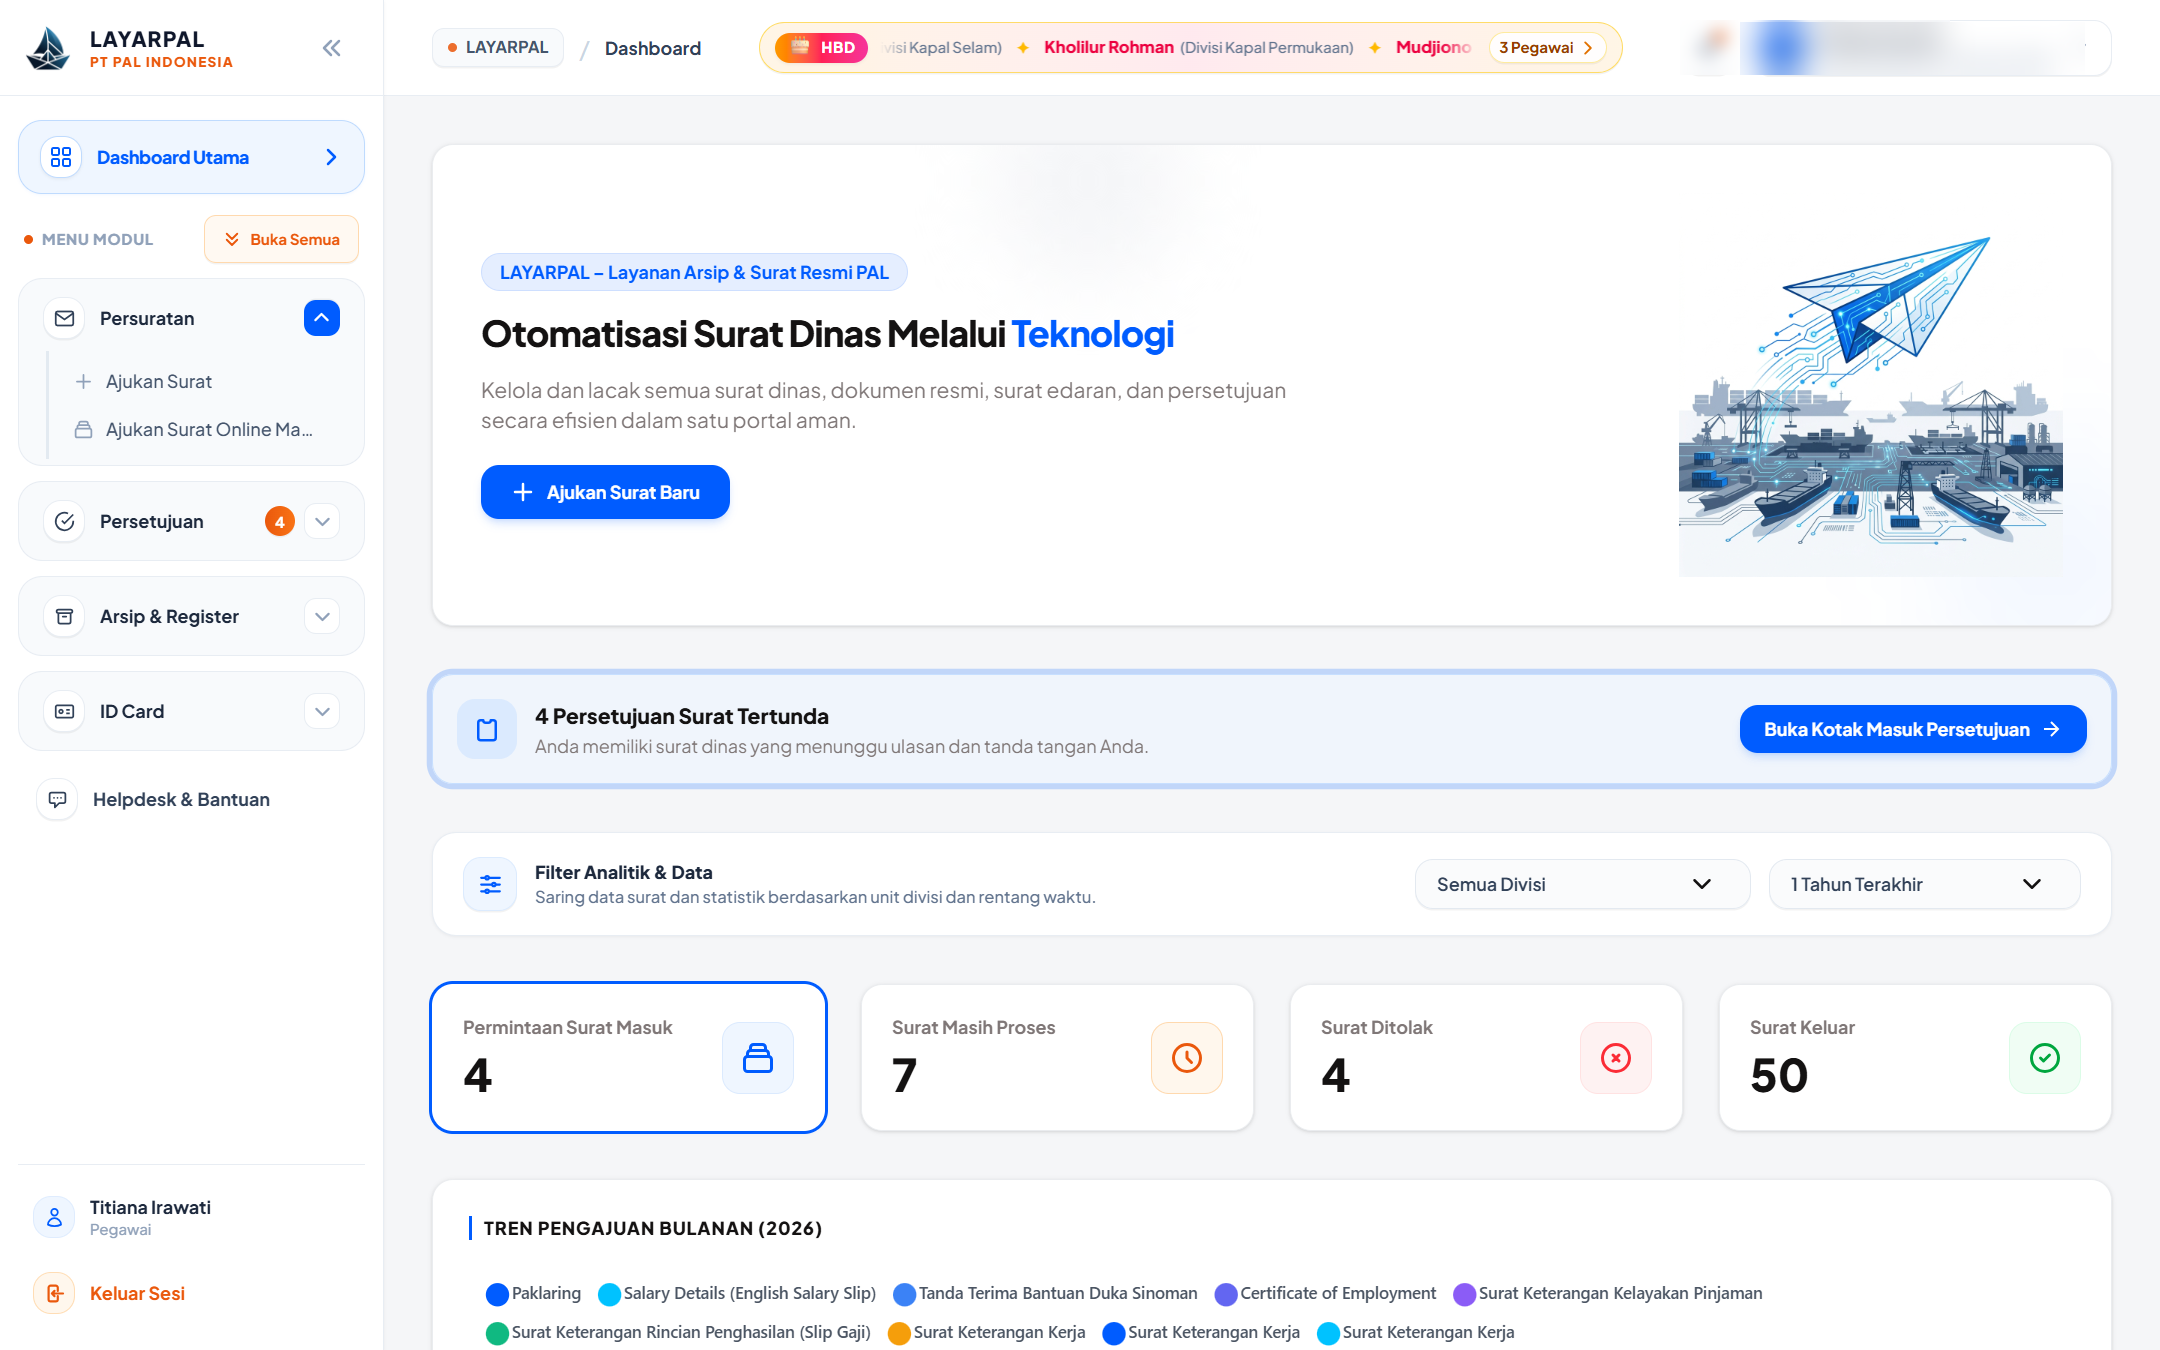 LAYARPAL
PT PAL INDONESIA
LAYARPAL / Dashboard
HBD
visi Kapal Selam) ✦ Kholilur Rohman (Divisi Kapal Permukaan) ✦ Mudjiono
3 Pegawai
Dashboard Utama
MENU MODUL
Buka Semua
Persuratan
Ajukan Surat
Ajukan Surat Online Ma...
Persetujuan
4
Arsip & Register
ID Card
Helpdesk & Bantuan
Titiana Irawati
Pegawai
Keluar Sesi
LAYARPAL – Layanan Arsip & Surat Resmi PAL
Otomatisasi Surat Dinas Melalui Teknologi
Kelola dan lacak semua surat dinas, dokumen resmi, surat edaran, dan persetujuan
secara efisien dalam satu portal aman.
Ajukan Surat Baru
4 Persetujuan Surat Tertunda
Anda memiliki surat dinas yang menunggu ulasan dan tanda tangan Anda.
Buka Kotak Masuk Persetujuan
Filter Analitik & Data
Saring data surat dan statistik berdasarkan unit divisi dan rentang waktu.
Semua Divisi
1 Tahun Terakhir
Permintaan Surat Masuk
4
Surat Masih Proses
7
Surat Ditolak
4
Surat Keluar
50
TREN PENGAJUAN BULANAN (2026)
Paklaring
Salary Details (English Salary Slip)
Tanda Terima Bantuan Duka Sinoman
Certificate of Employment
Surat Keterangan Kelayakan Pinjaman
Surat Keterangan Rincian Penghasilan (Slip Gaji)
Surat Keterangan Kerja
Surat Keterangan Kerja
Surat Keterangan Kerja